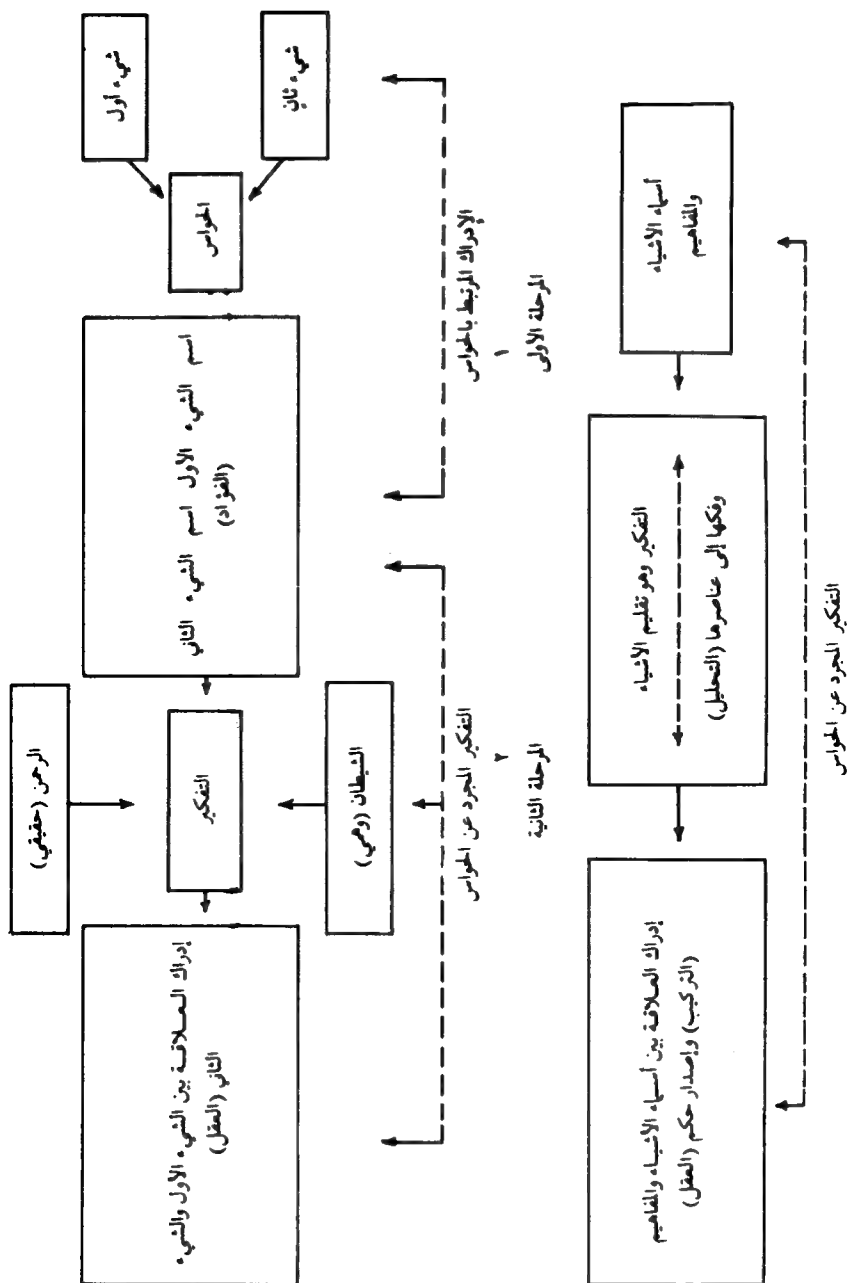 شيء أول
شيء ثانٍ
الحواس
اسم الشيء الأول اسم الشيء الثاني
(الفؤاد)
الرحمن (حقيقي)
التفكير
الشيطان (وهمي)
إدراك العلاقة بين الشيء الأول والشيء
الثاني (العقل)
الإدراك المرتبط بالحواس
١
المرحلة الأولى
التفكير المجرد عن الحواس
٢
المرحلة الثانية
أسماء الأشياء
والمفاهيم
التفكير وهو تقليم الأشياء
وفكها إلى عناصرها (التحليل)
إدراك العلاقة بين أسماء الأشياء والمفاهيم
(التركيب) وإصدار حكم (العقل)
التفكير المجرد عن الحواس